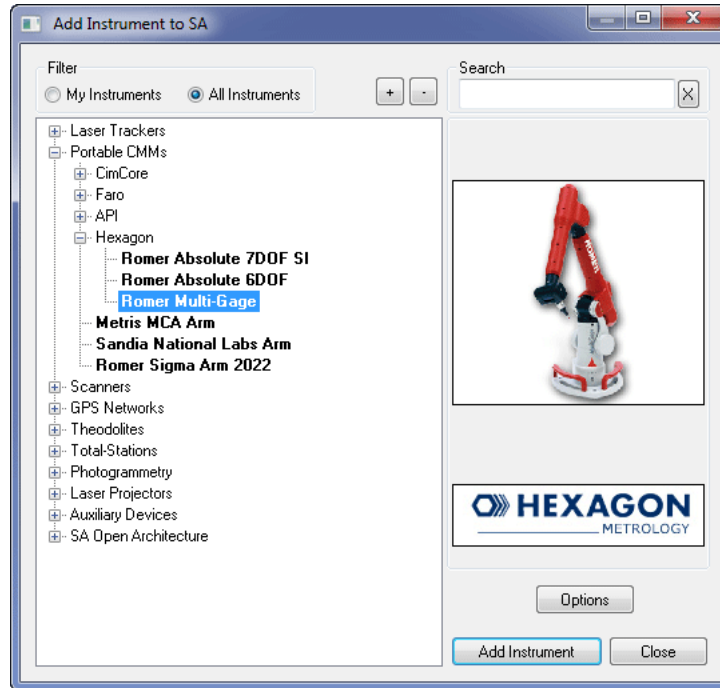 Add Instrument to SA
Filter
My Instruments
All Instruments
+
-
Search
X
Laser Trackers
Portable CMMs
CimCore
Faro
API
Hexagon
Romer Absolute 7DOF SI
Romer Absolute 6DOF
Romer Multi-Gage
Metris MCA Arm
Sandia National Labs Arm
Romer Sigma Arm 2022
Scanners
GPS Networks
Theodolites
Total-Stations
Photogrammetry
Laser Projectors
Auxiliary Devices
SA Open Architecture
ROMER
HEXAGON
METROLOGY
Options
Add Instrument
Close